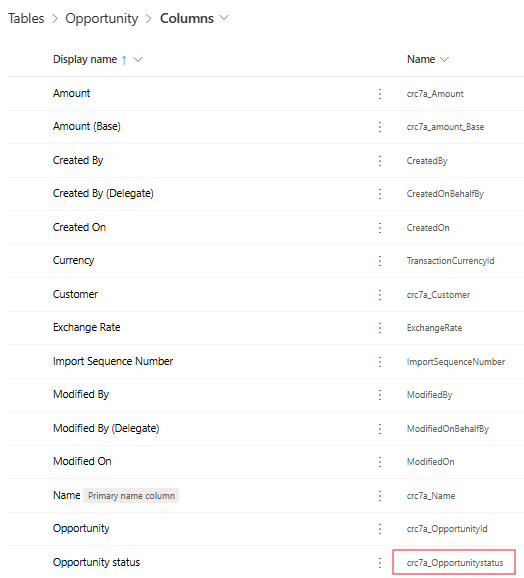 Tables > Opportunity > Columns
Display name ↑ Name
Amount crc7a_Amount
Amount (Base) crc7a_amount_Base
Created By CreatedBy
Created By (Delegate) CreatedOnBehalfBy
Created On CreatedOn
Currency TransactionCurrencyId
Customer crc7a_Customer
Exchange Rate ExchangeRate
Import Sequence Number ImportSequenceNumber
Modified By ModifiedBy
Modified By (Delegate) ModifiedOnBehalfBy
Modified On ModifiedOn
Name Primary name column crc7a_Name
Opportunity crc7a_OpportunityId
Opportunity status crc7a_Opportunitystatus